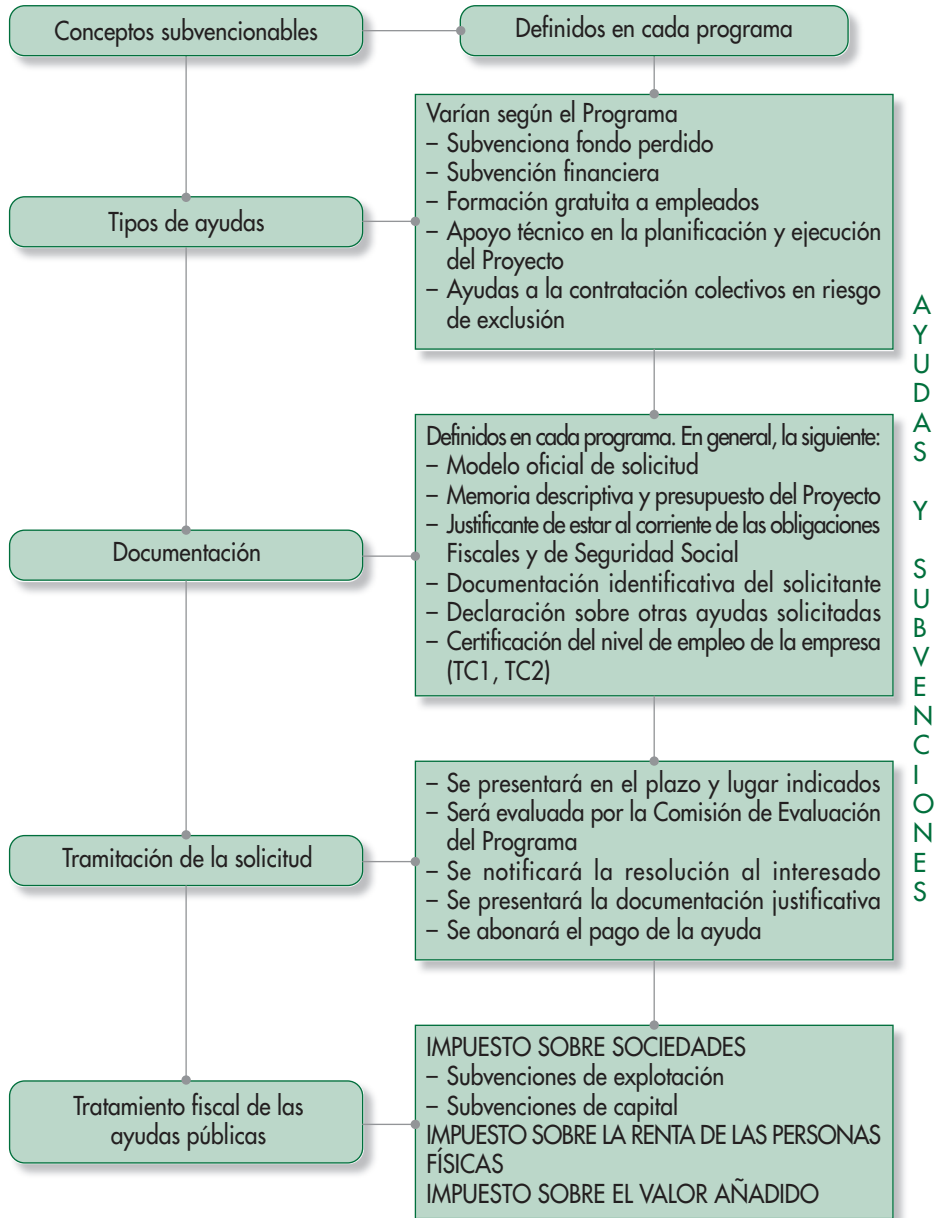 Conceptos subvencionables
Definidos en cada programa
Varían según el Programa
– Subvenciona fondo perdido
– Subvención financiera
– Formación gratuita a empleados
– Apoyo técnico en la planificación y ejecución
del Proyecto
– Ayudas a la contratación colectivos en riesgo
de exclusión
Tipos de ayudas
Definidos en cada programa. En general, la siguiente:
– Modelo oficial de solicitud
– Memoria descriptiva y presupuesto del Proyecto
– Justificante de estar al corriente de las obligaciones
Fiscales y de Seguridad Social
– Documentación identificativa del solicitante
– Declaración sobre otras ayudas solicitadas
– Certificación del nivel de empleo de la empresa
(TC1, TC2)
Documentación
– Se presentará en el plazo y lugar indicados
– Será evaluada por la Comisión de Evaluación
del Programa
– Se notificará la resolución al interesado
– Se presentará la documentación justificativa
– Se abonará el pago de la ayuda
Tramitación de la solicitud
IMPUESTO SOBRE SOCIEDADES
– Subvenciones de explotación
– Subvenciones de capital
IMPUESTO SOBRE LA RENTA DE LAS PERSONAS
FÍSICAS
IMPUESTO SOBRE EL VALOR AÑADIDO
Tratamiento fiscal de las
ayudas públicas
AYUDAS Y SUBVENCIONES